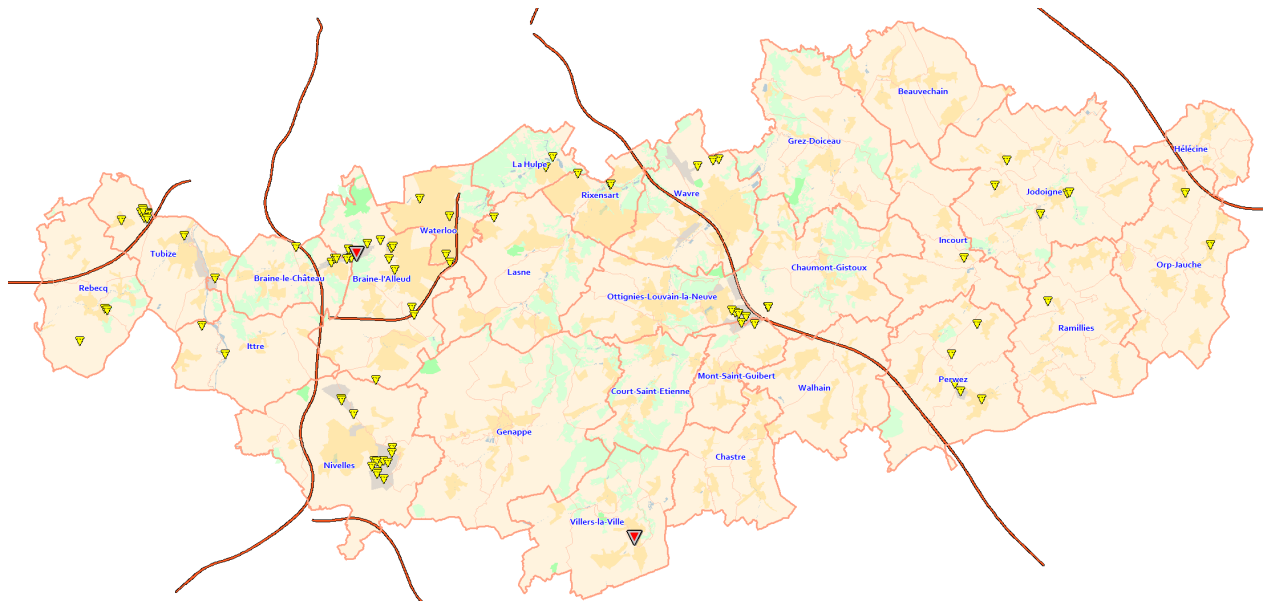 Beauvechain
Grez-Doiceau
Hélécine
La Hulpe
Rixensart
Wavre
Jodoigne
Waterloo
Incourt
Tubize
Lasne
Chaumont-Gistoux
Orp-Jauche
Braine-le-Château
Braine-l'Alleud
Rebecq
Ottignies-Louvain-la-Neuve
Ramillies
Ittre
Mont-Saint-Guibert
Perwez
Court-Saint-Etienne
Walhain
Genappe
Chastre
Nivelles
Villers-la-Ville